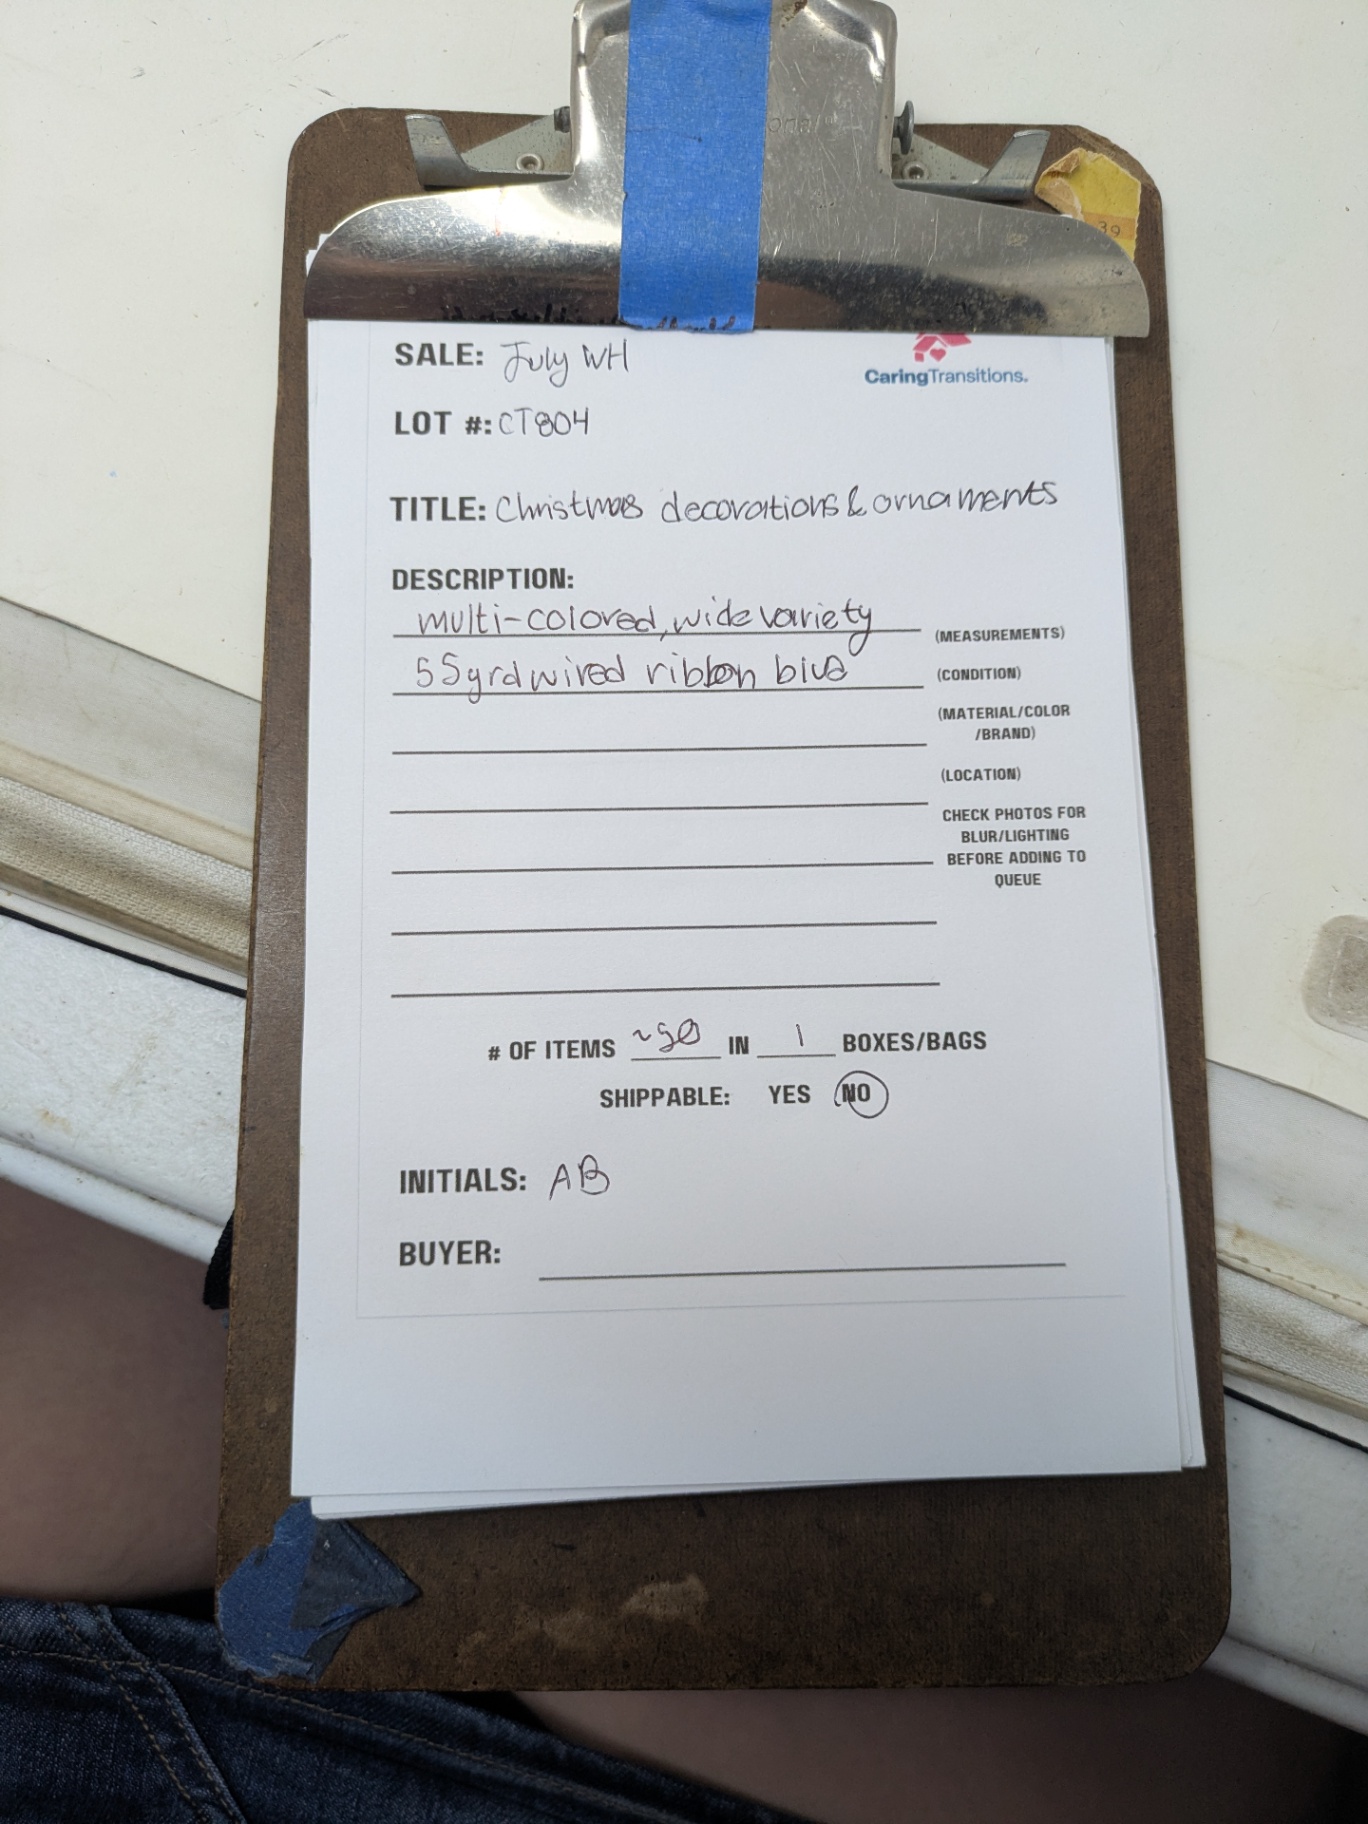 SALE: July WH
CaringTransitions.
LOT #: CT804
TITLE: Christmas decorations & ornaments
DESCRIPTION:
multi-colored, wide variety
(MEASUREMENTS)
55yrd wired ribbon blue
(CONDITION)
(MATERIAL/COLOR
/BRAND)
(LOCATION)
CHECK PHOTOS FOR
BLUR/LIGHTING
BEFORE ADDING TO
QUEUE
# OF ITEMS ~50 IN 1 BOXES/BAGS
SHIPPABLE: YES NO
INITIALS: AB
BUYER:
39